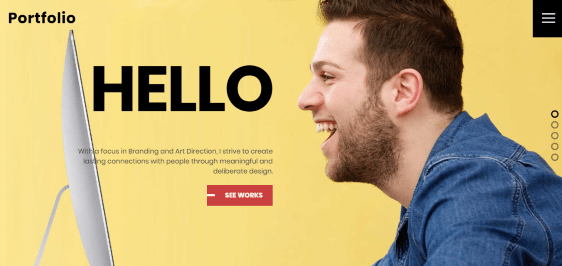 Portfolio
HELLO
With a focus in Branding and Art Direction, I strive to create
lasting connections with people through meaningful and
deliberate design.
SEE WORKS